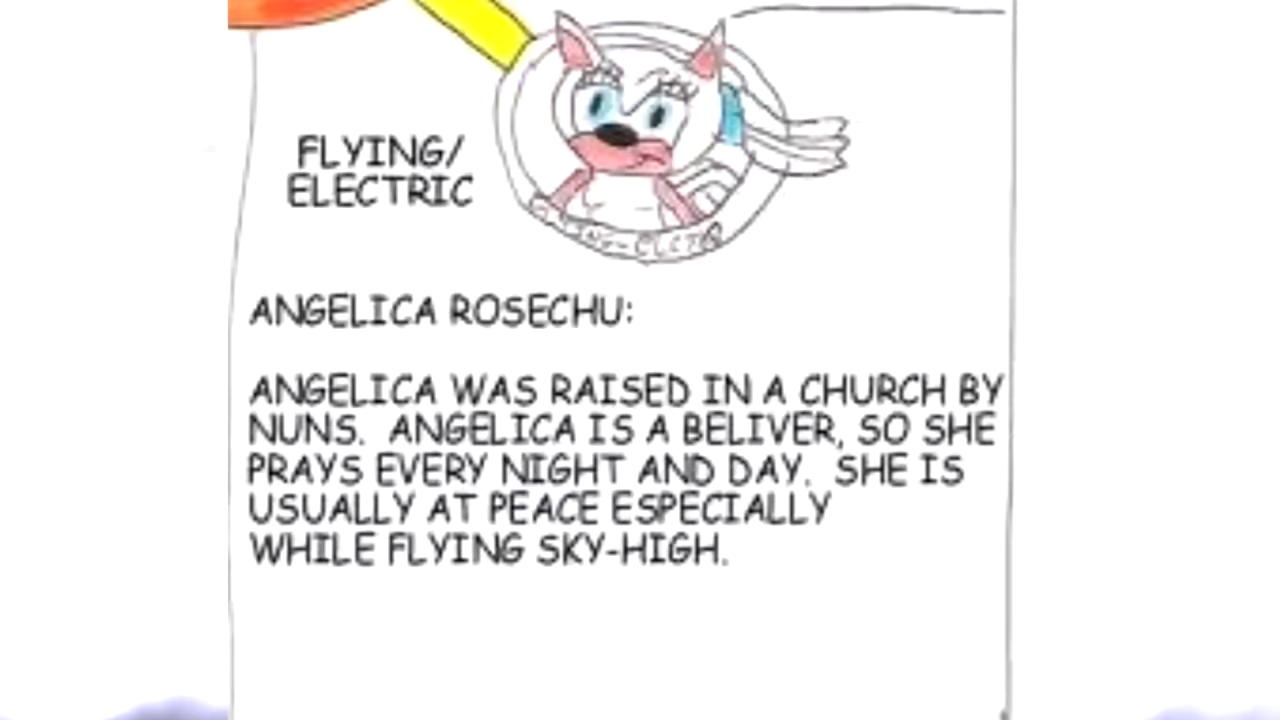 FLYING/
ELECTRIC
ANGELICA ROSECHU:
ANGELICA WAS RAISED IN A CHURCH BY
NUNS. ANGELICA IS A BELIVER, SO SHE
PRAYS EVERY NIGHT AND DAY. SHE IS
USUALLY AT PEACE ESPECIALLY
WHILE FLYING SKY-HIGH.